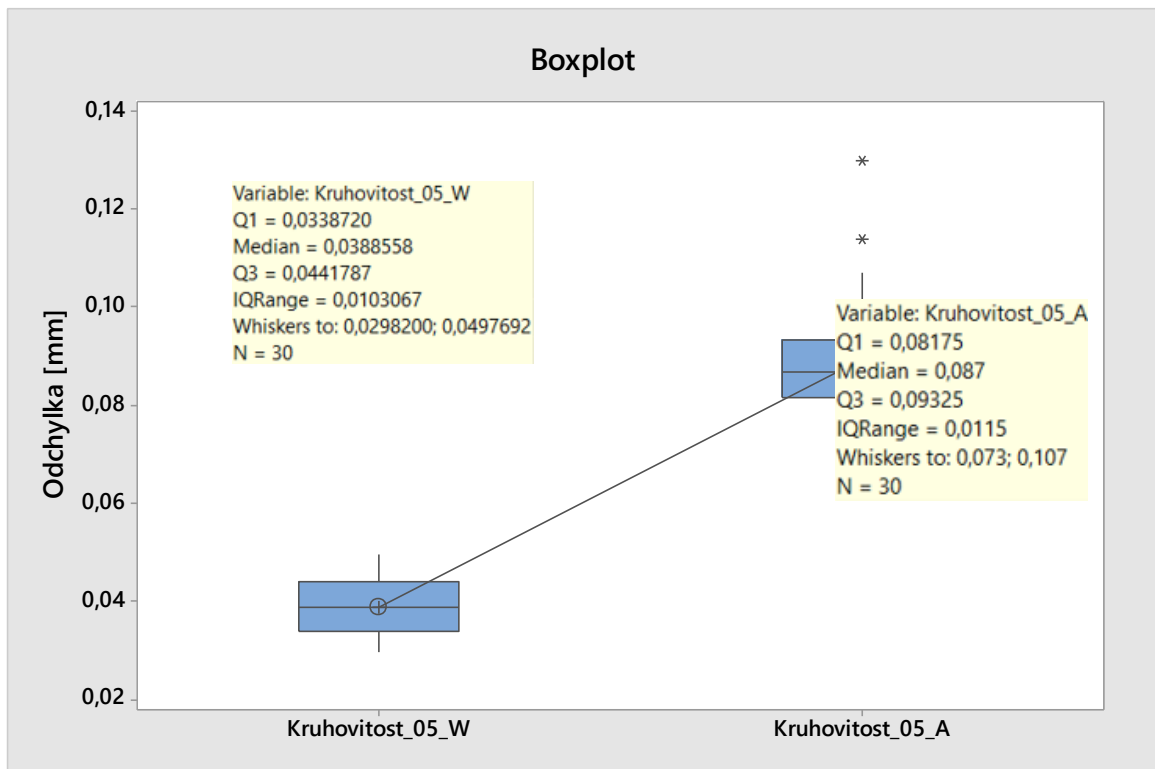 Boxplot
Odchylka [mm]
0,14
0,12
0,10
0,08
0,06
0,04
0,02
Variable: Kruhovitost_05_W
Q1 = 0,0338720
Median = 0,0388558
Q3 = 0,0441787
IQRange = 0,0103067
Whiskers to: 0,0298200; 0,0497692
N = 30
Variable: Kruhovitost_05_A
Q1 = 0,08175
Median = 0,087
Q3 = 0,09325
IQRange = 0,0115
Whiskers to: 0,073; 0,107
N = 30
Kruhovitost_05_W
Kruhovitost_05_A